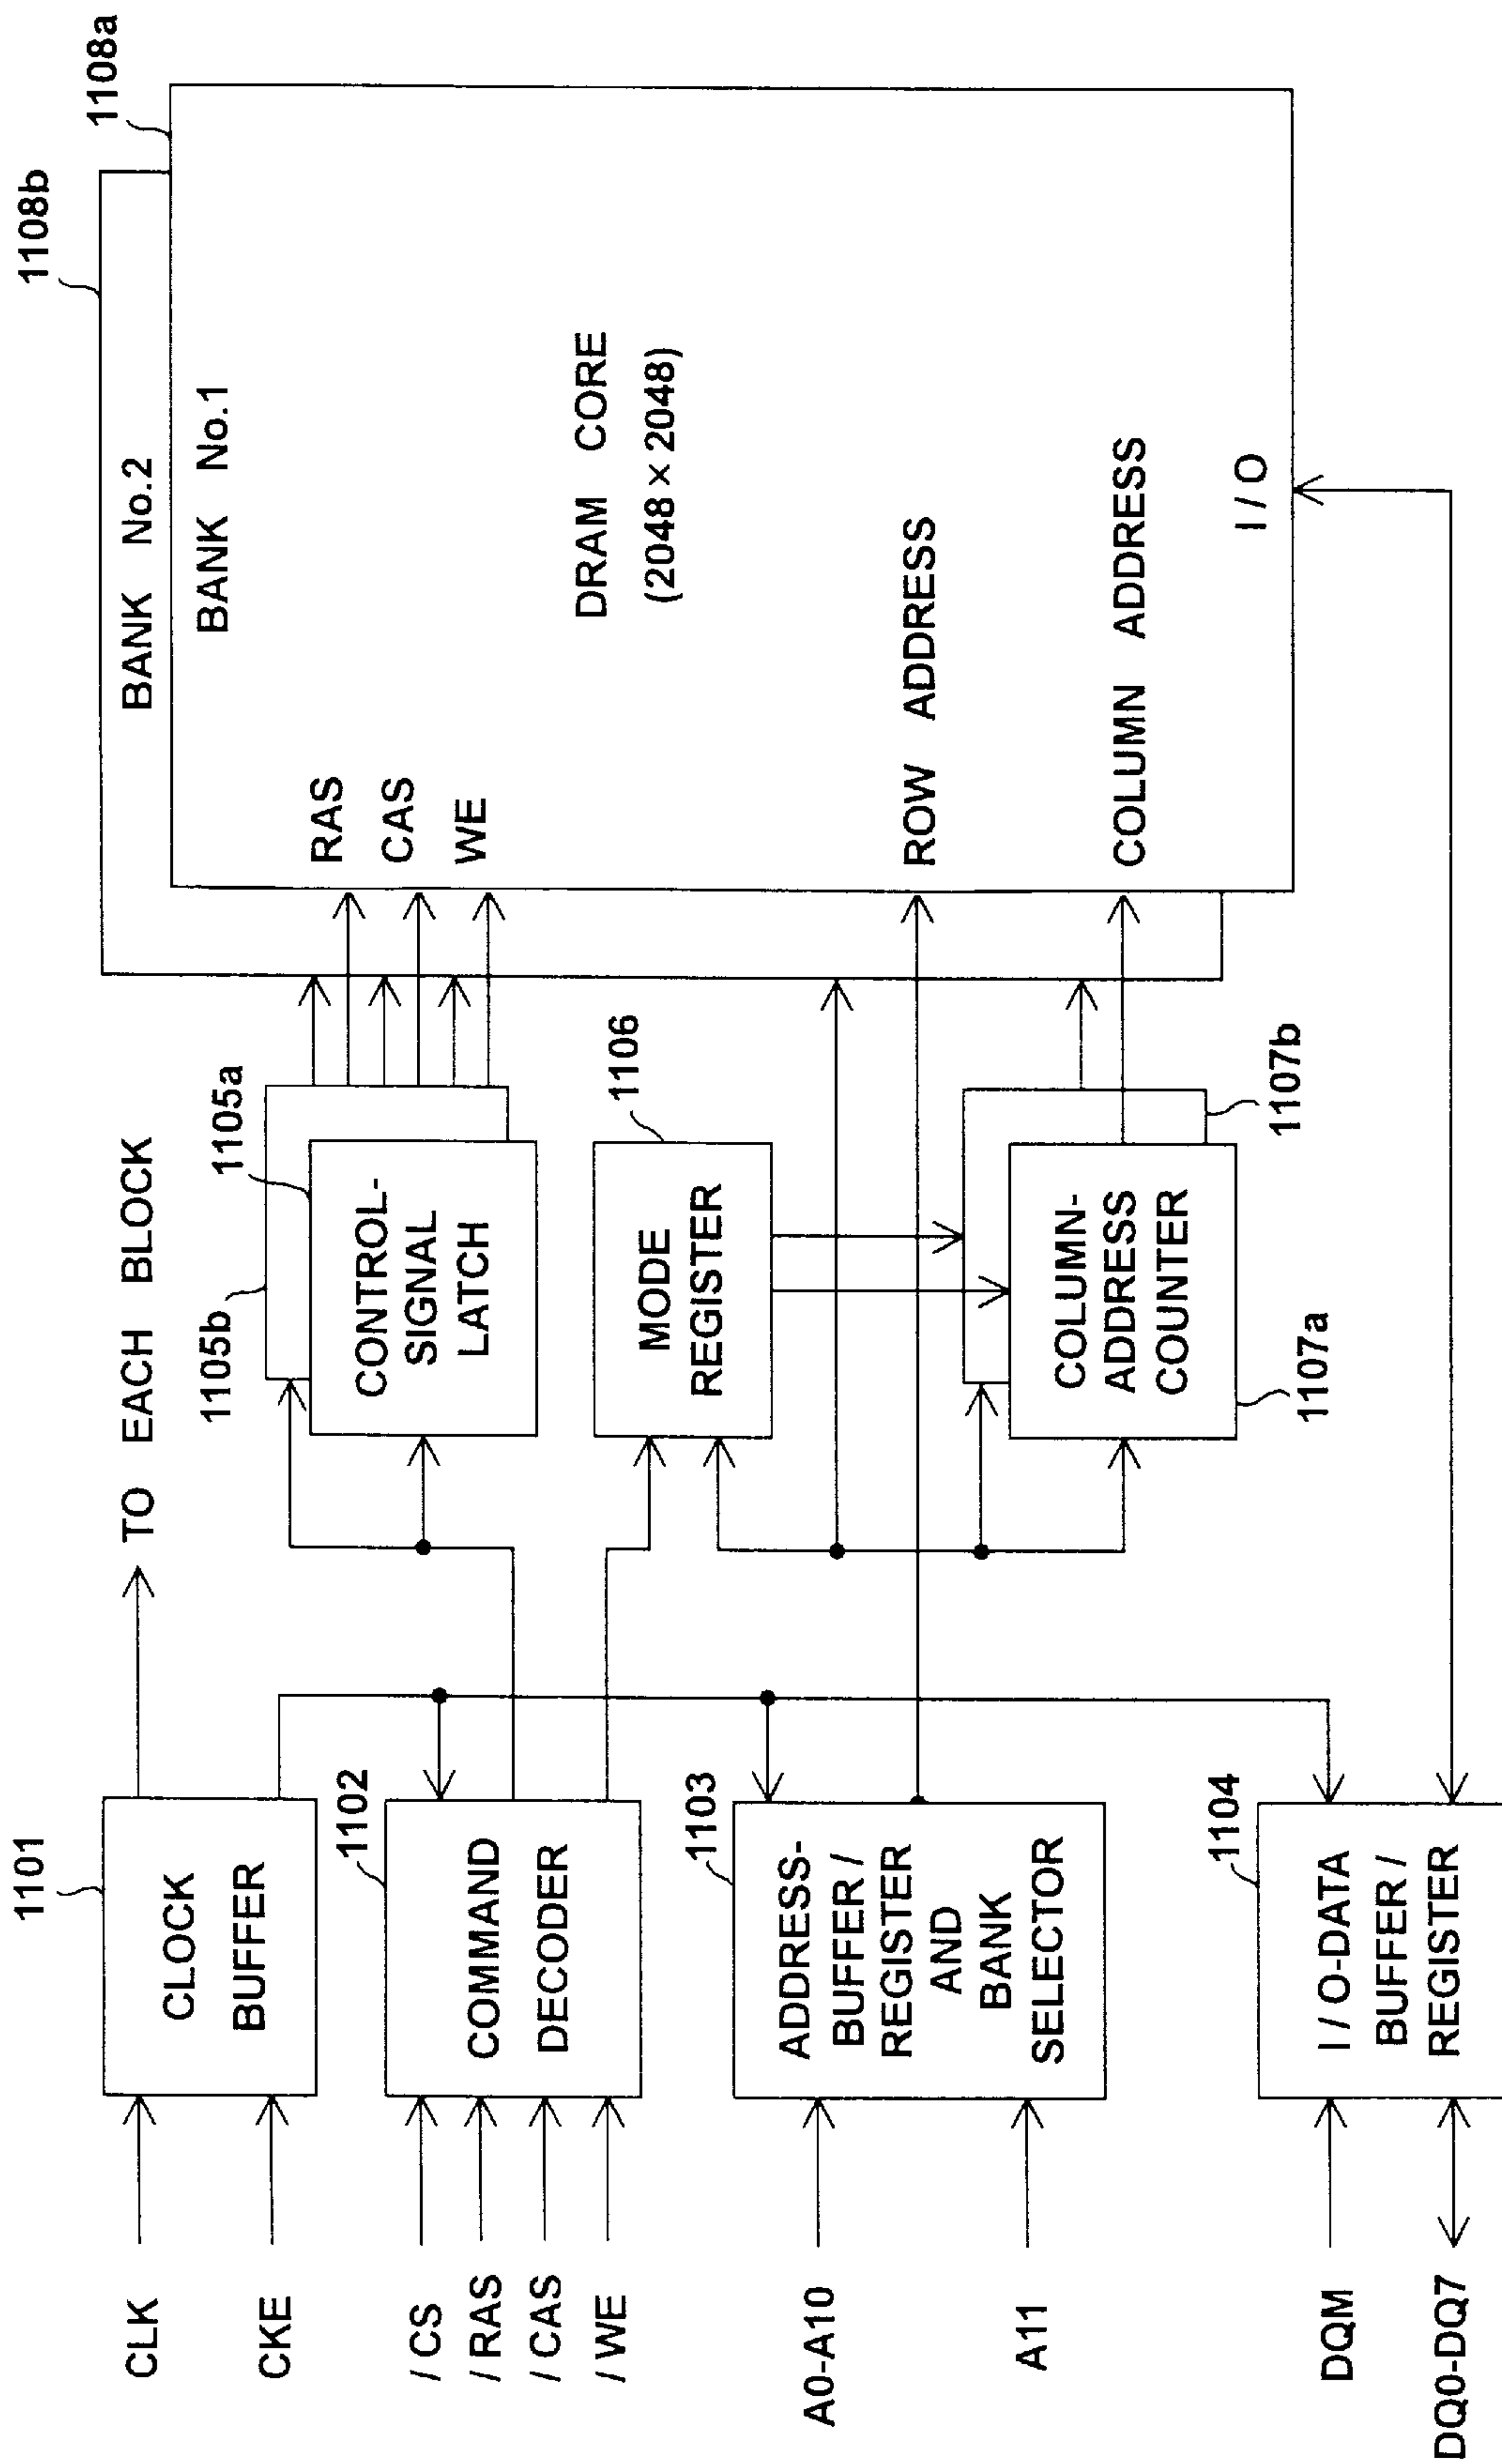 CLK
CKE
/ CS
/ RAS
/ CAS
/ WE
A0-A10
A11
DQM
DQ0-DQ7
1101
CLOCK
BUFFER
1102
COMMAND
DECODER
1103
ADDRESS-
BUFFER /
REGISTER
AND
BANK
SELECTOR
1104
I / O-DATA
BUFFER /
REGISTER
TO EACH BLOCK
1105b
1105a
CONTROL-
SIGNAL
LATCH
1106
MODE
REGISTER
COLUMN-
ADDRESS
COUNTER
1107a
1107b
1108b
1108a
BANK No.2
BANK No.1
RAS
CAS
WE
DRAM CORE
(2048 × 2048)
ROW ADDRESS
COLUMN ADDRESS
I / O